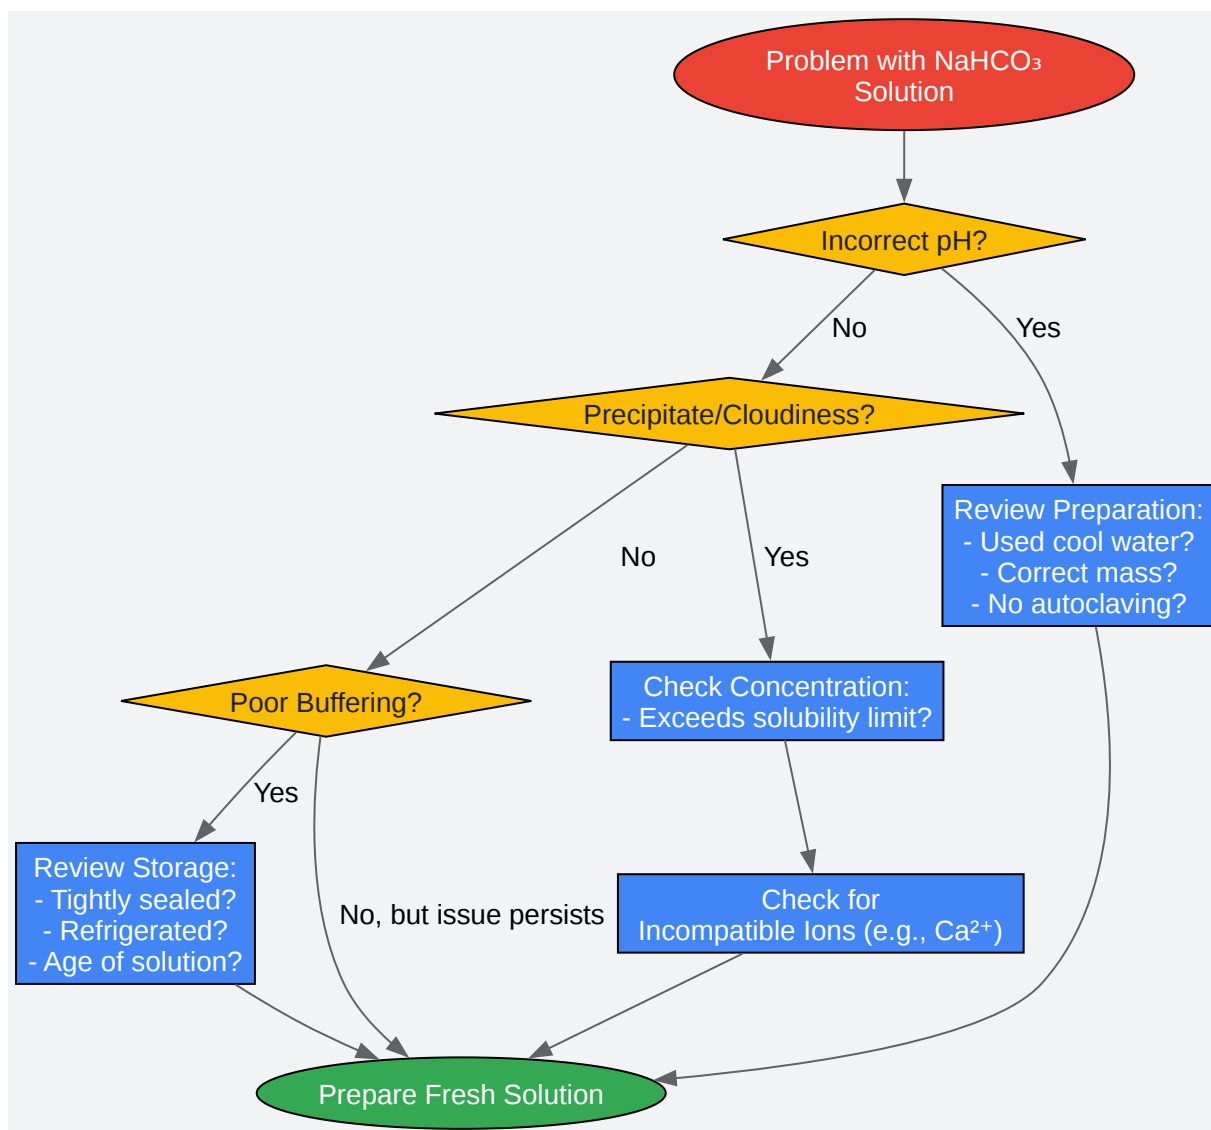 Problem with NaHCO₃
Solution
Incorrect pH?
No
Yes
Precipitate/Cloudiness?
Review Preparation:
- Used cool water?
- Correct mass?
- No autoclaving?
No
Yes
Poor Buffering?
Check Concentration:
- Exceeds solubility limit?
Yes
Review Storage:
- Tightly sealed?
- Refrigerated?
- Age of solution?
No, but issue persists
Check for
Incompatible Ions (e.g., Ca²⁺)
Prepare Fresh Solution